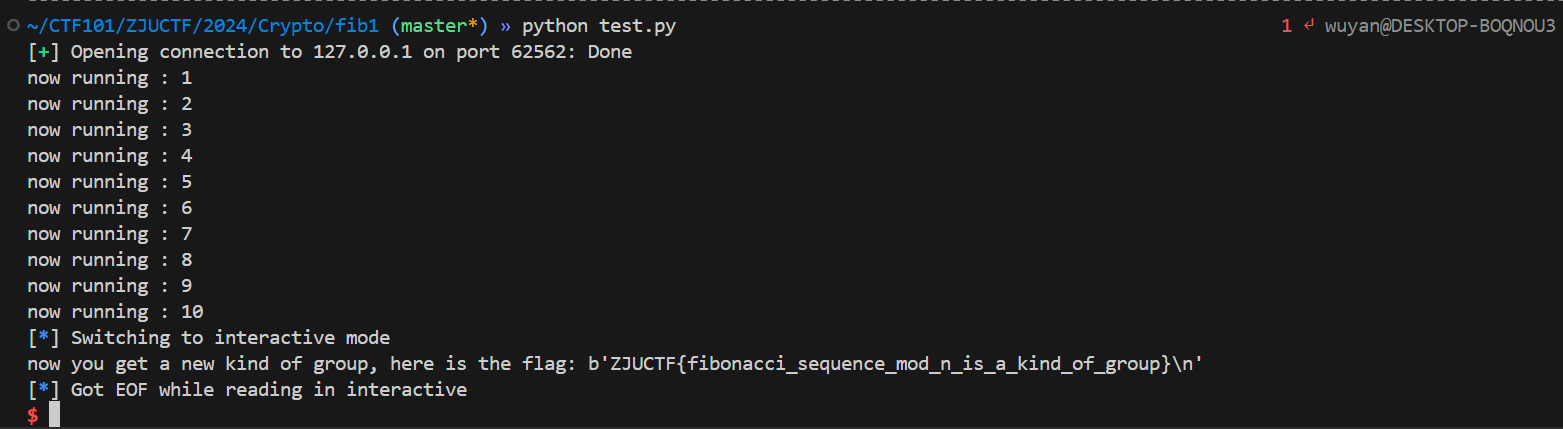 ~/CTF101/ZJUCTF/2024/Crypto/fib1 (master*) » python test.py 1 ↵ wuyan@DESKTOP-BOQNOU3
[+] Opening connection to 127.0.0.1 on port 62562: Done
now running : 1
now running : 2
now running : 3
now running : 4
now running : 5
now running : 6
now running : 7
now running : 8
now running : 9
now running : 10
[*] Switching to interactive mode
now you get a new kind of group, here is the flag: b'ZJUCTF{fibonacci_sequence_mod_n_is_a_kind_of_group}\n'
[*] Got EOF while reading in interactive
$